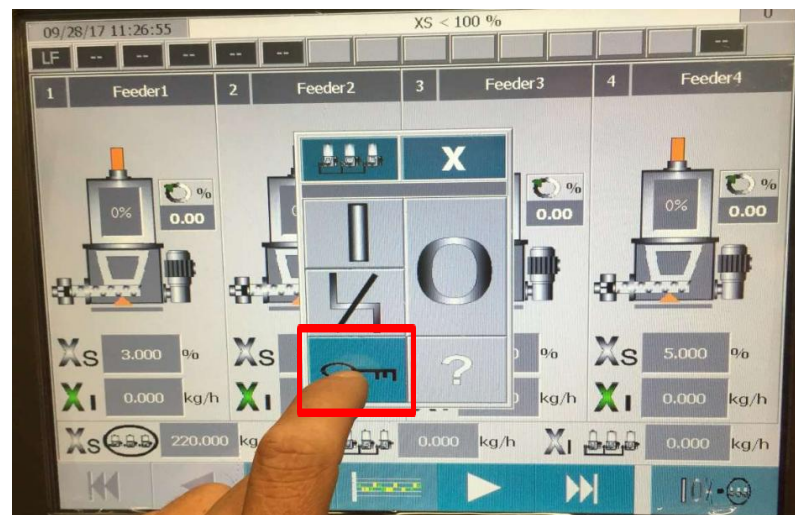 09/28/17 11:26:55
XS < 100 %
0
LF -- -- -- -- -- --
1 Feeder1 2 Feeder2 3 Feeder3 4 Feeder4
X
% % %
0% 0.00 0.00 0% 0.00
I O
?
XS 3.000 % XS % XS 5.000 %
XI 0.000 kg/h XI kg/h XI 0.000 kg/h
XS 220.000 kg 0.000 kg/h XI 0.000 kg/h